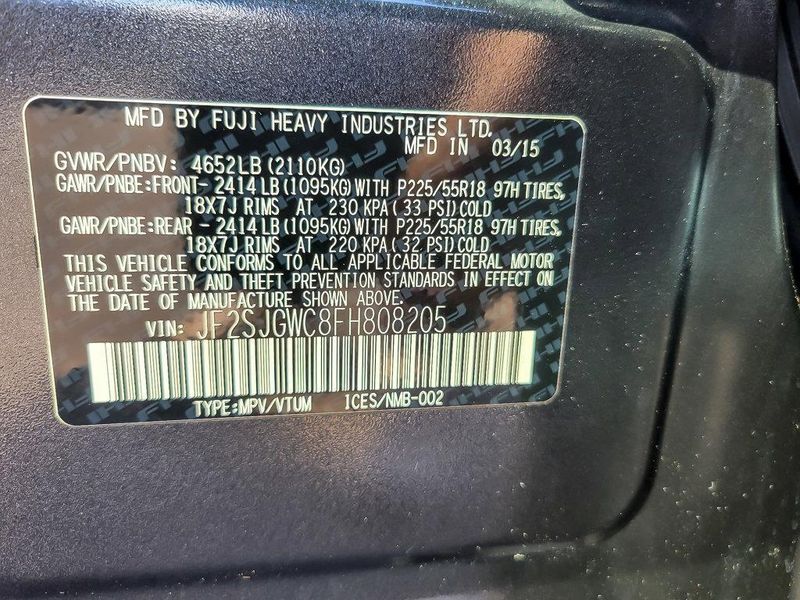 MFD BY FUJI HEAVY INDUSTRIES LTD.
MFD IN 03/15
GVWR/PNBV: 4652LB (2110KG)
GAWR/PNBE:FRONT- 2414LB (1095KG) WITH P225/55R18 97H TIRES,
18X7J RIMS AT 230 KPA (33 PSI) COLD
GAWR/PNBE:REAR - 2414LB (1095KG) WITH P225/55R18 97H TIRES,
18X7J RIMS AT 220 KPA (32 PSI) COLD
THIS VEHICLE CONFORMS TO ALL APPLICABLE FEDERAL MOTOR
VEHICLE SAFETY AND THEFT PREVENTION STANDARDS IN EFFECT ON
THE DATE OF MANUFACTURE SHOWN ABOVE.
VIN: JF2SJGWC8FH808205
TYPE:MPV/VTUM ICES/NMB-002